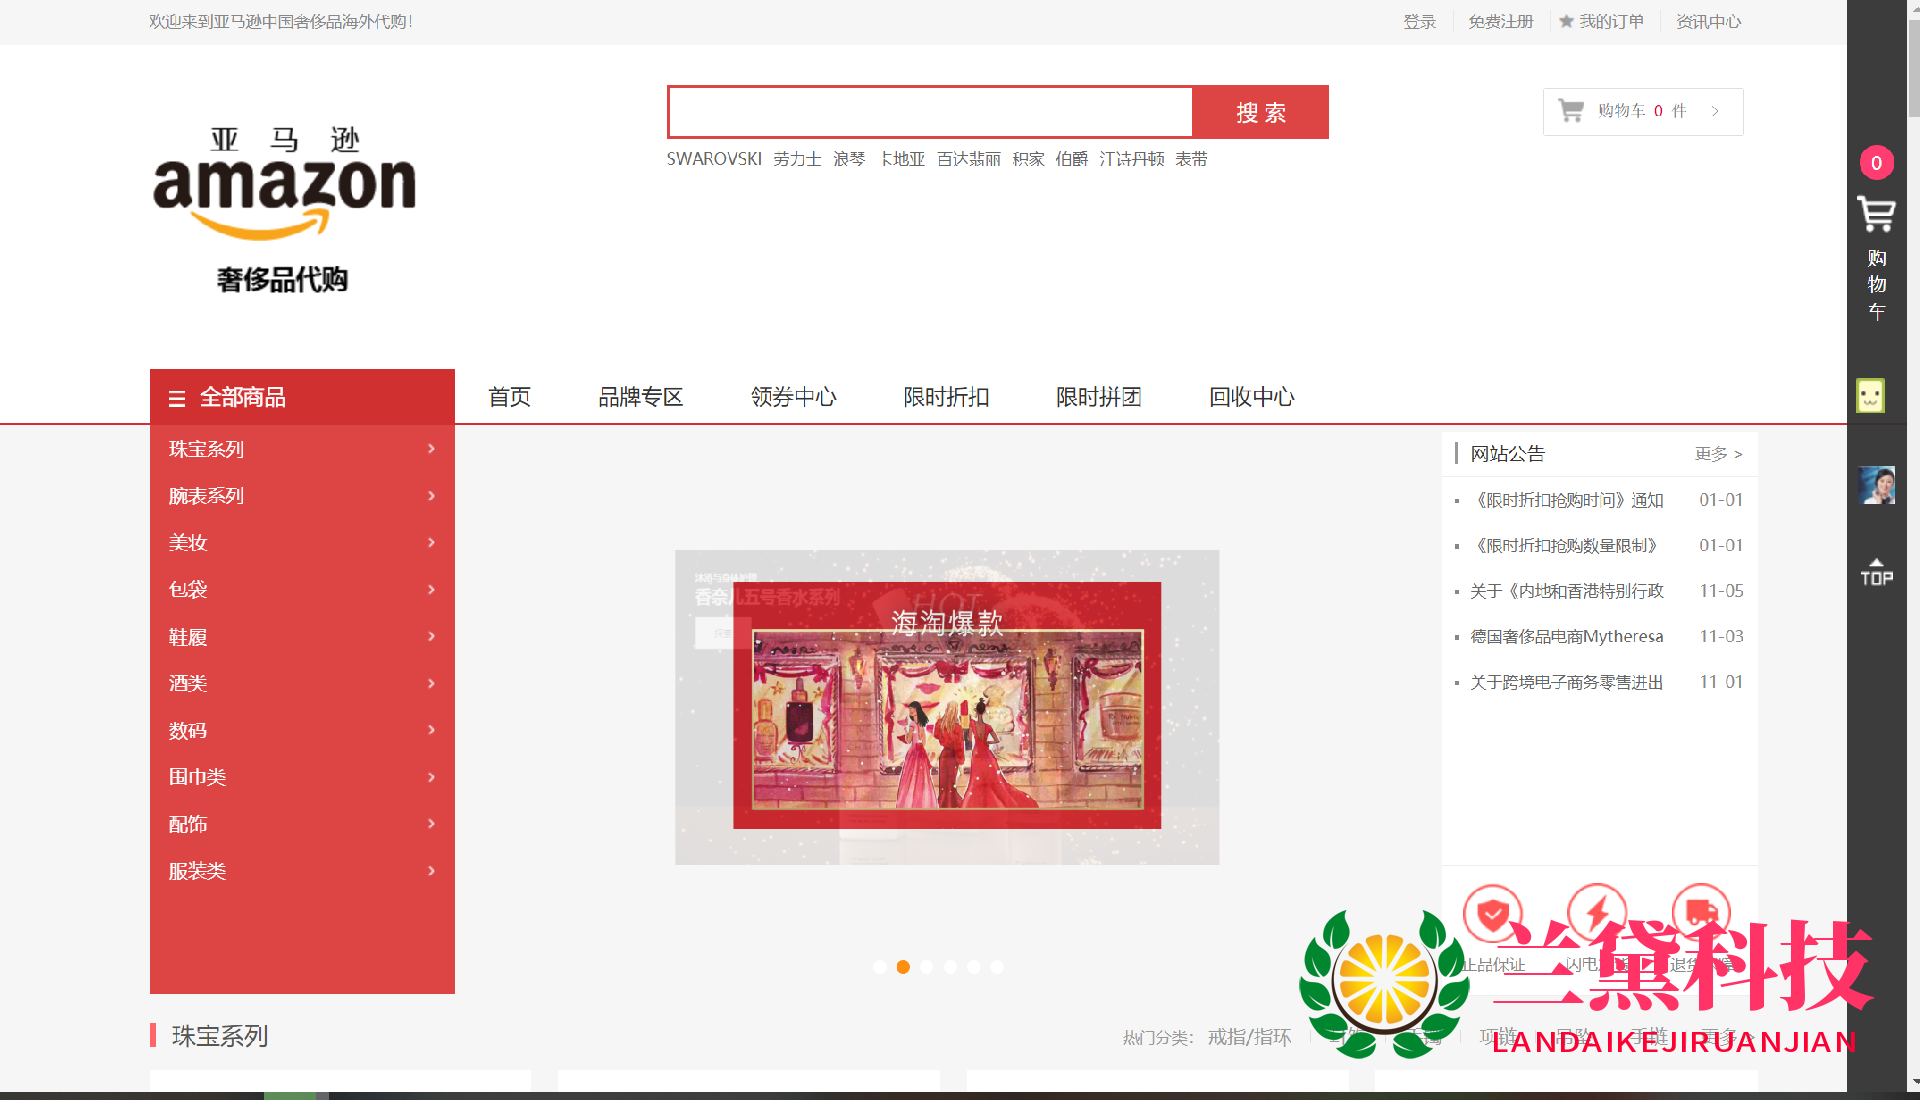 欢迎来到亚马逊中国奢侈品海外代购!
登录 免费注册 我的订单 资讯中心
亚马逊
amazon
奢侈品代购
搜索
SWAROVSKI 劳力士 浪琴 卡地亚 百达翡丽 积家 伯爵 江诗丹顿 表带
购物车 0 件 >
0
购物车
全部商品
首页 品牌专区 领券中心 限时折扣 限时拼团 回收中心
珠宝系列
腕表系列
美妆
包袋
鞋履
酒类
数码
围巾类
配饰
服装类
香奈儿五号香水系列
HOT
海淘爆款
网站公告 更多 >
《限时折扣抢购时间》通知 01-01
《限时折扣抢购数量限制》 01-01
关于《内地和香港特别行政 11-05
德国奢侈品电商Mytheresa 11-03
关于跨境电子商务零售进出 11-01
TOP
正品保证 闪电
兰黛科技
LANDAIKEJIRUANJIAN
珠宝系列
热门分类: 戒指/指环 项链 吊坠 手链 更多 >